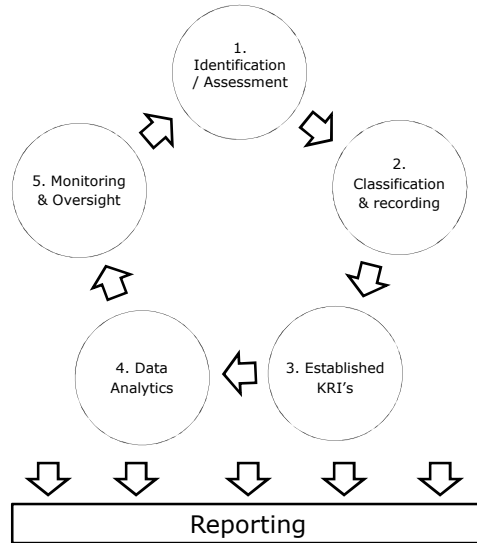 1.
Identification
/ Assessment
2.
Classification
& recording
3. Established
KRI's
4. Data
Analytics
5. Monitoring
& Oversight
Reporting